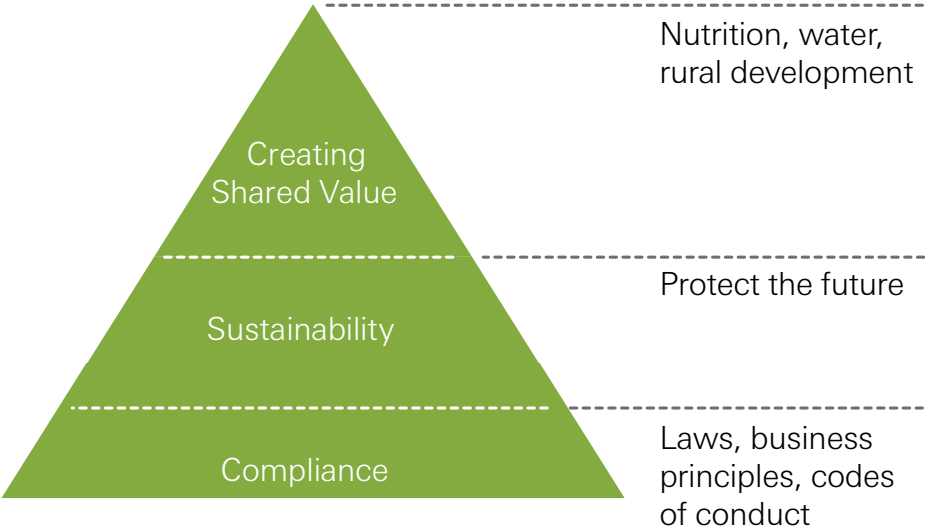 Nutrition, water,
rural development
Creating
Shared Value
Protect the future
Sustainability
Laws, business
principles, codes
of conduct
Compliance